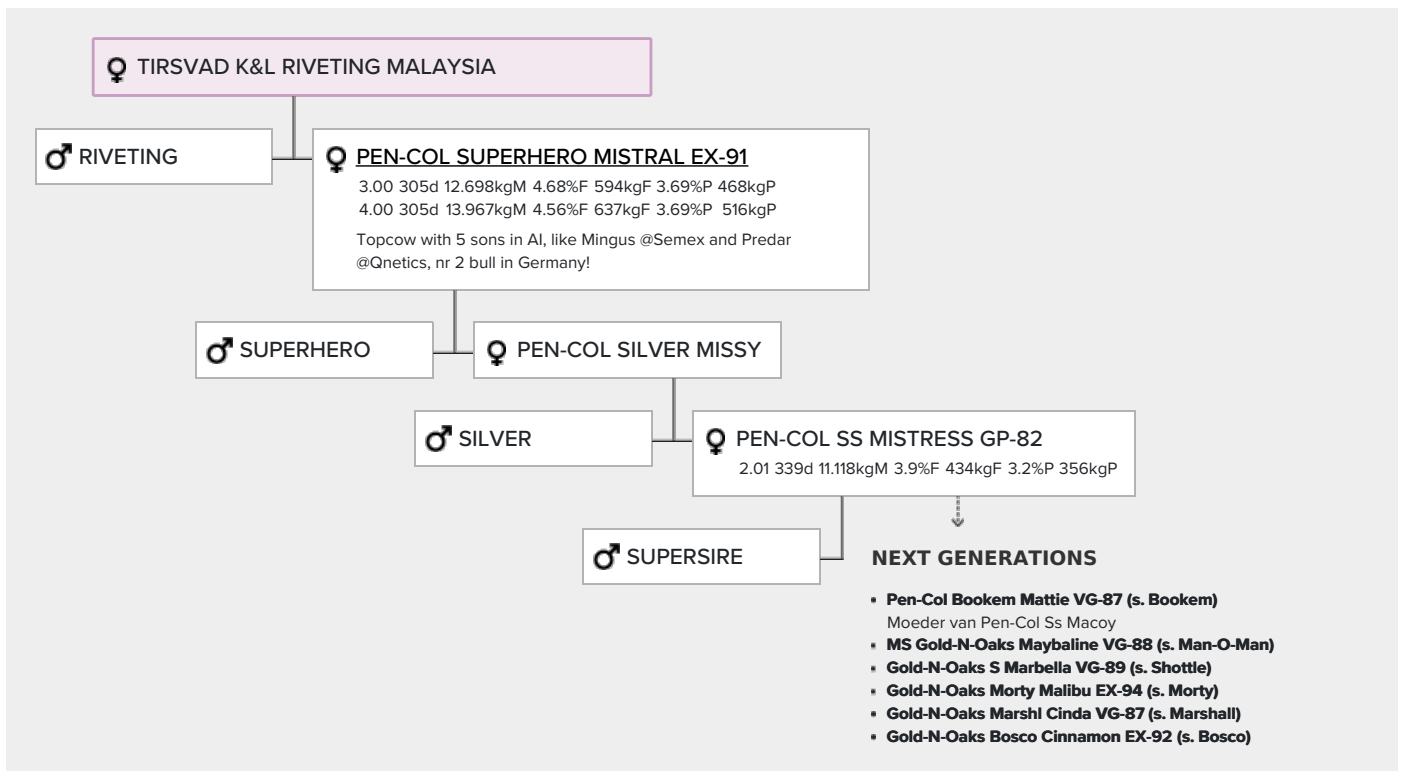 TIRSVAD K&L RIVETING MALAYSIA
RIVETING
PEN-COL SUPERHERO MISTRAL EX-91
3.00 305d 12.698kgM 4.68%F 594kgF 3.69%P 468kgP
4.00 305d 13.967kgM 4.56%F 637kgF 3.69%P 516kgP
Topcow with 5 sons in AI, like Mingus @Semex and Predar
@Qnetics, nr 2 bull in Germany!
SUPERHERO
PEN-COL SILVER MISSY
SILVER
PEN-COL SS MISTRESS GP-82
2.01 339d 11.118kgM 3.9%F 434kgF 3.2%P 356kgP
SUPERSIRE
NEXT GENERATIONS
Pen-Col Bookem Mattie VG-87 (s. Bookem)
Moeder van Pen-Col Ss Macoy
MS Gold-N-Oaks Maybaline VG-88 (s. Man-O-Man)
Gold-N-Oaks S Marbella VG-89 (s. Shottle)
Gold-N-Oaks Morty Malibu EX-94 (s. Morty)
Gold-N-Oaks Marshl Cinda VG-87 (s. Marshall)
Gold-N-Oaks Bosco Cinnamon EX-92 (s. Bosco)